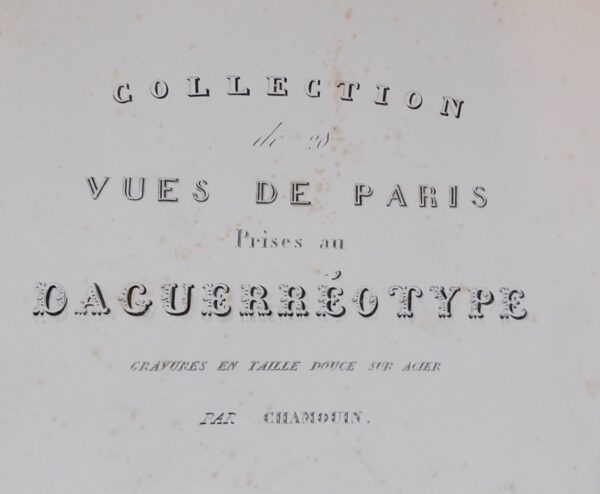 COLLECTION
de 28
VUES DE PARIS
Prises au
DAGUERRÉOTYPE
GRAVURES EN TAILLE DOUCE SUR ACIER
PAR CHAMOUIN.